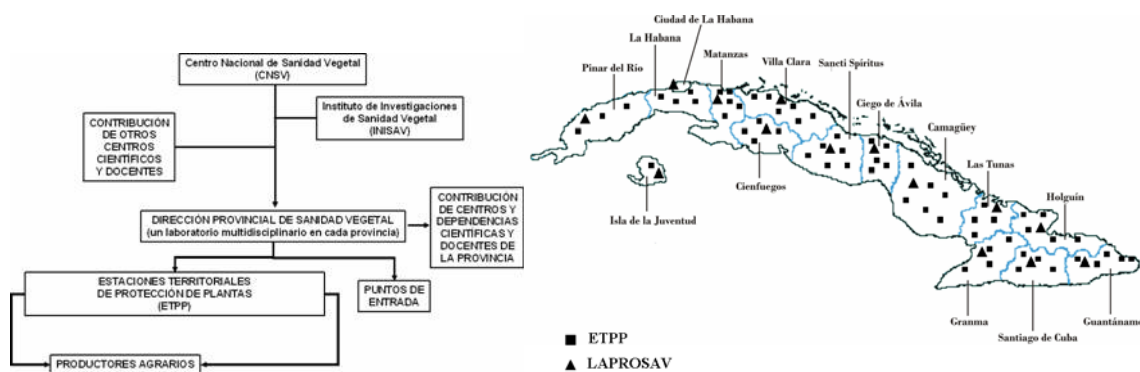 Centro Nacional de Sanidad Vegetal
(CNSV)
Instituto de Investigaciones
de Sanidad Vegetal
(INISAV)
CONTRIBUCIÓN
DE OTROS
CENTROS
CIENTÍFICOS
Y DOCENTES
DIRECCIÓN PROVINCIAL DE SANIDAD VEGETAL
(un laboratorio multidisciplinario en cada provincia)
CONTRIBUCIÓN
DE CENTROS Y
DEPENDENCIAS
CIENTÍFICAS Y
DOCENTES DE
LA PROVINCIA
ESTACIONES TERRITORIALES
DE PROTECCIÓN DE PLANTAS
(ETPP)
PUNTOS DE
ENTRADA
PRODUCTORES AGRARIOS
Ciudad de La Habana
La Habana
Matanzas
Villa Clara
Sancti Spíritus
Pinar del Río
Ciego de Ávila
Camagüey
Las Tunas
Holguín
Cienfuegos
Isla de la Juventud
Granma
Santiago de Cuba
Guantánamo
ETPP
LAPROSAV